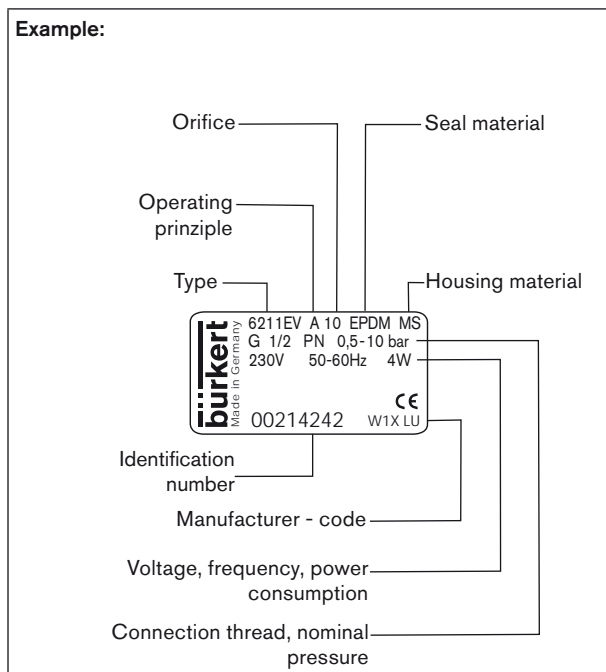 Example:
Orifice
Seal material
Operating
prinziple
Type
Housing material
bürkert
Made in Germany
6211EV A 10 EPDM MS
G 1/2 PN 0,5-10 bar
230V 50-60Hz 4W
CE
00214242 W1X LU
Identification
number
Manufacturer - code
Voltage, frequency, power
consumption
Connection thread, nominal
pressure